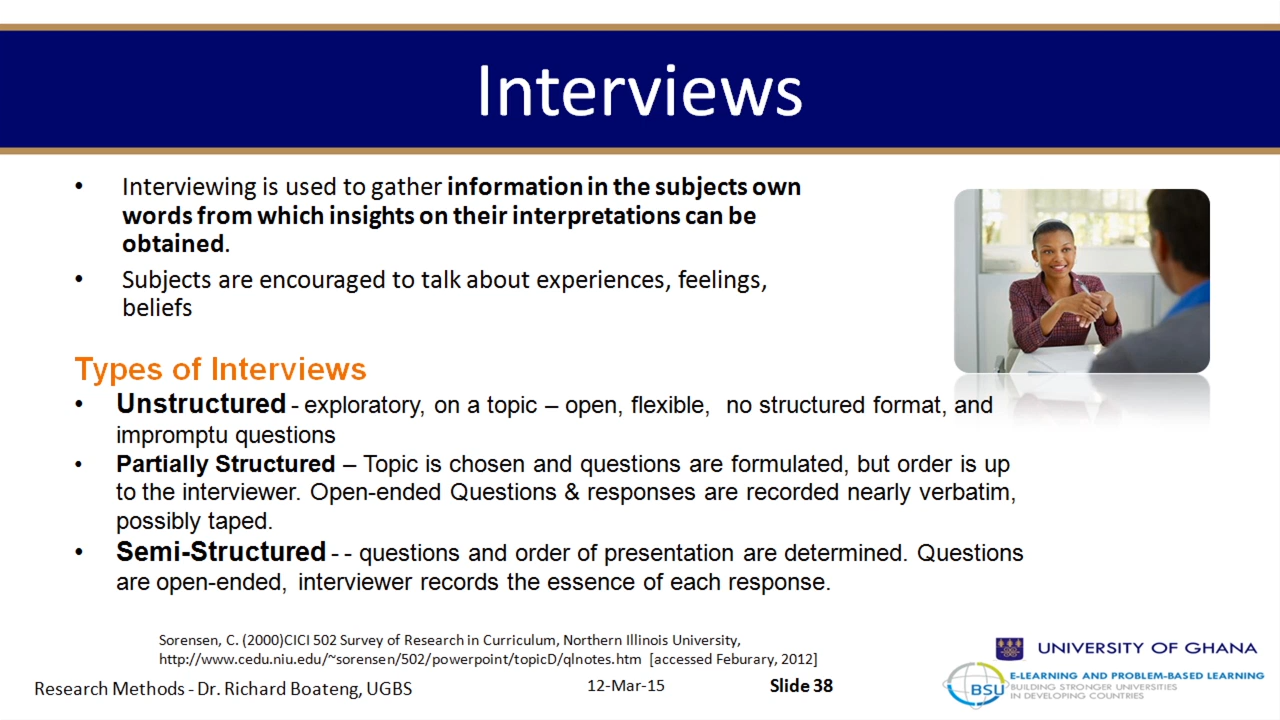 Interviews
• Interviewing is used to gather information in the subjects own
words from which insights on their interpretations can be
obtained.
• Subjects are encouraged to talk about experiences, feelings,
beliefs
Types of Interviews
• Unstructured - exploratory, on a topic – open, flexible, no structured format, and
impromptu questions
• Partially Structured – Topic is chosen and questions are formulated, but order is up
to the interviewer. Open-ended Questions & responses are recorded nearly verbatim,
possibly taped.
• Semi-Structured - - questions and order of presentation are determined. Questions
are open-ended, interviewer records the essence of each response.
Sorensen, C. (2000)CICI 502 Survey of Research in Curriculum, Northern Illinois University,
http://www.cedu.niu.edu/~sorensen/502/powerpoint/topicD/qlnotes.htm [accessed Feburary, 2012]
Research Methods - Dr. Richard Boateng, UGBS
12-Mar-15
Slide 38
UNIVERSITY OF GHANA
BSU
E-LEARNING AND PROBLEM-BASED LEARNING
BUILDING STRONGER UNIVERSITIES
IN DEVELOPING COUNTRIES